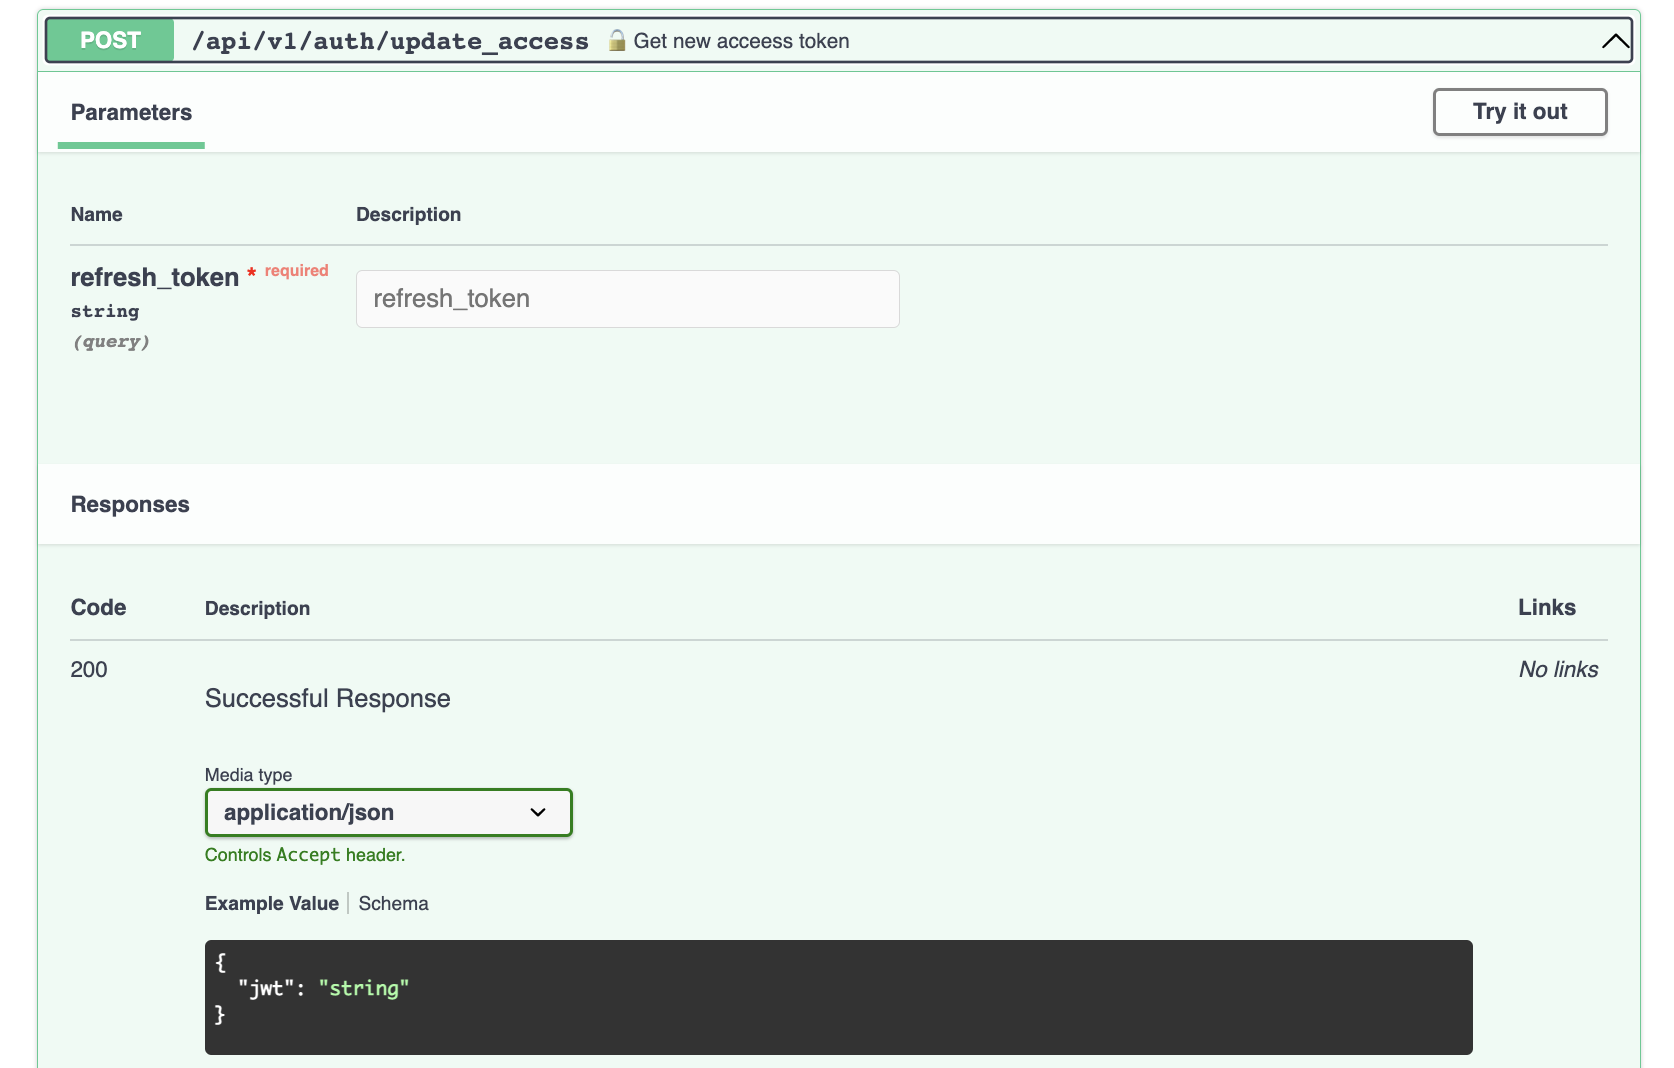 POST /api/v1/auth/update_access Get new acceess token
Parameters
Try it out
Name Description
refresh_token * required
string
(query)
refresh_token
Responses
Code Description Links
200
Successful Response
No links
Media type
application/json
Controls Accept header.
Example Value Schema
{
"jwt": "string"
}